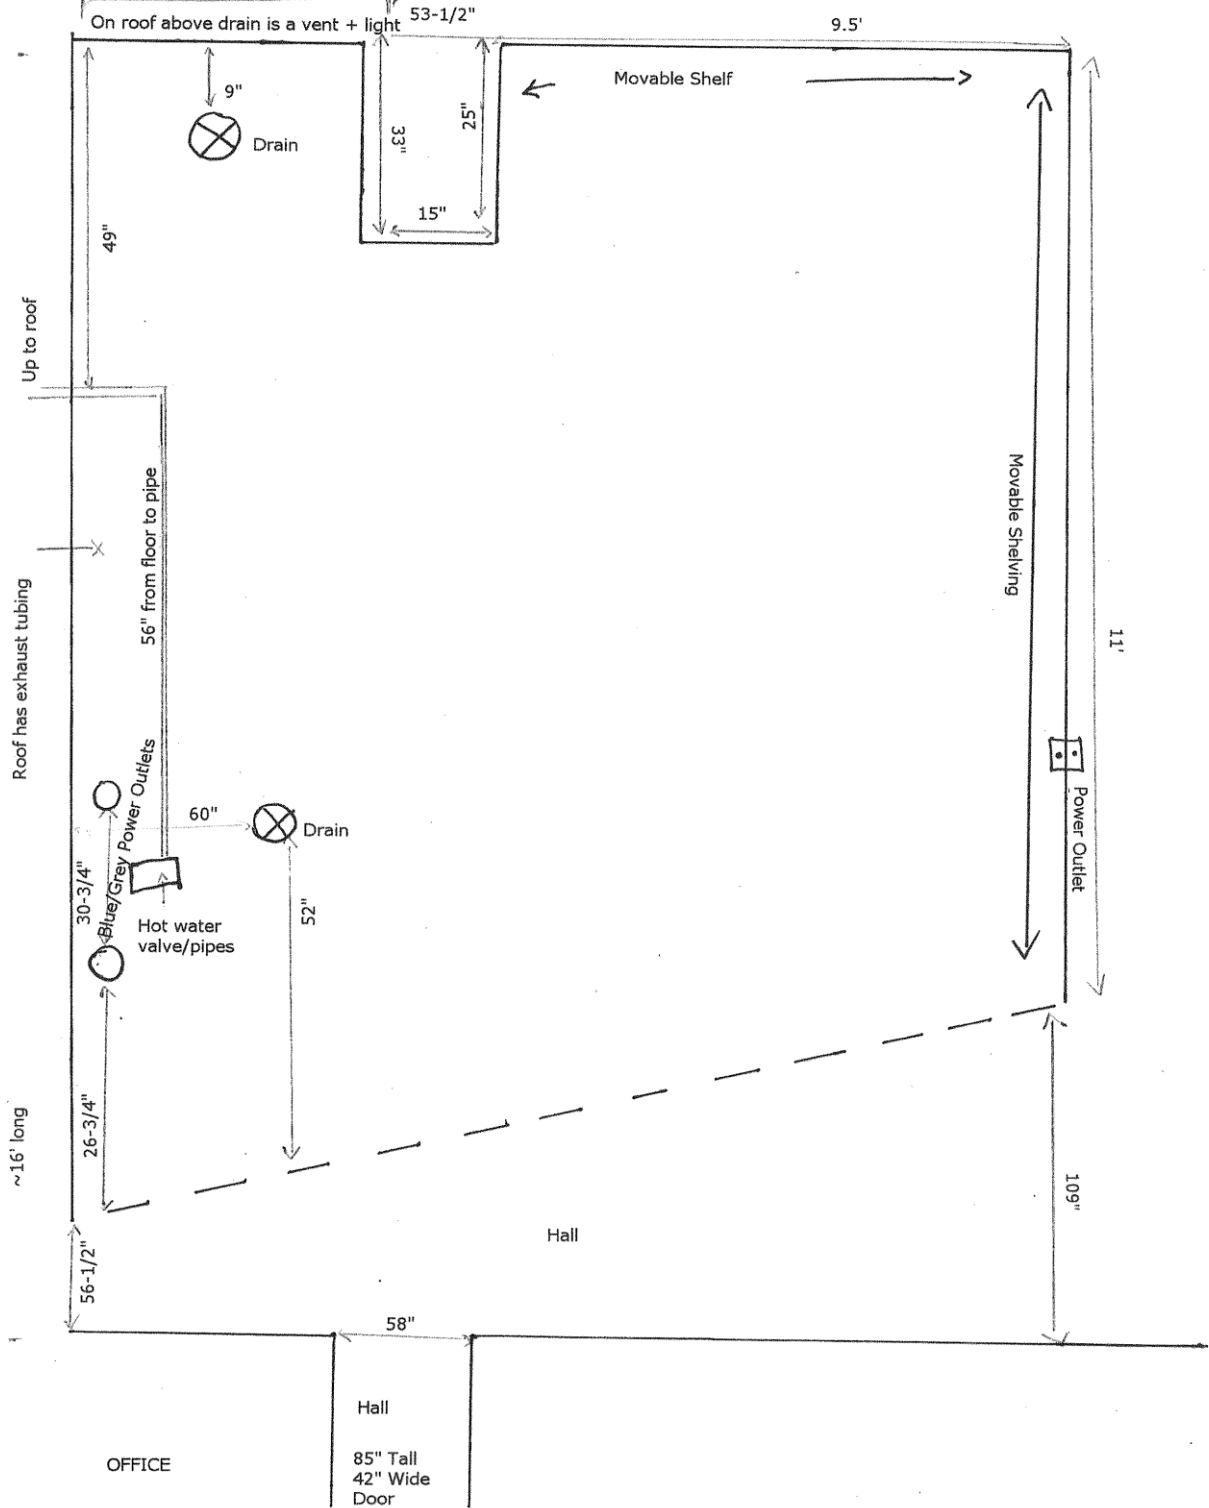 On roof above drain is a vent + light
53-1/2"
9.5'
Movable Shelf
9"
Drain
33"
25"
15"
49"
Up to roof
56" from floor to pipe
Movable Shelving
11'
Roof has exhaust tubing
Blue/Grey Power Outlets
60"
Drain
Power Outlet
30-3/4"
Hot water
valve/pipes
52"
26-3/4"
~16' long
109"
Hall
56-1/2"
58"
Hall
OFFICE
85" Tall
42" Wide
Door